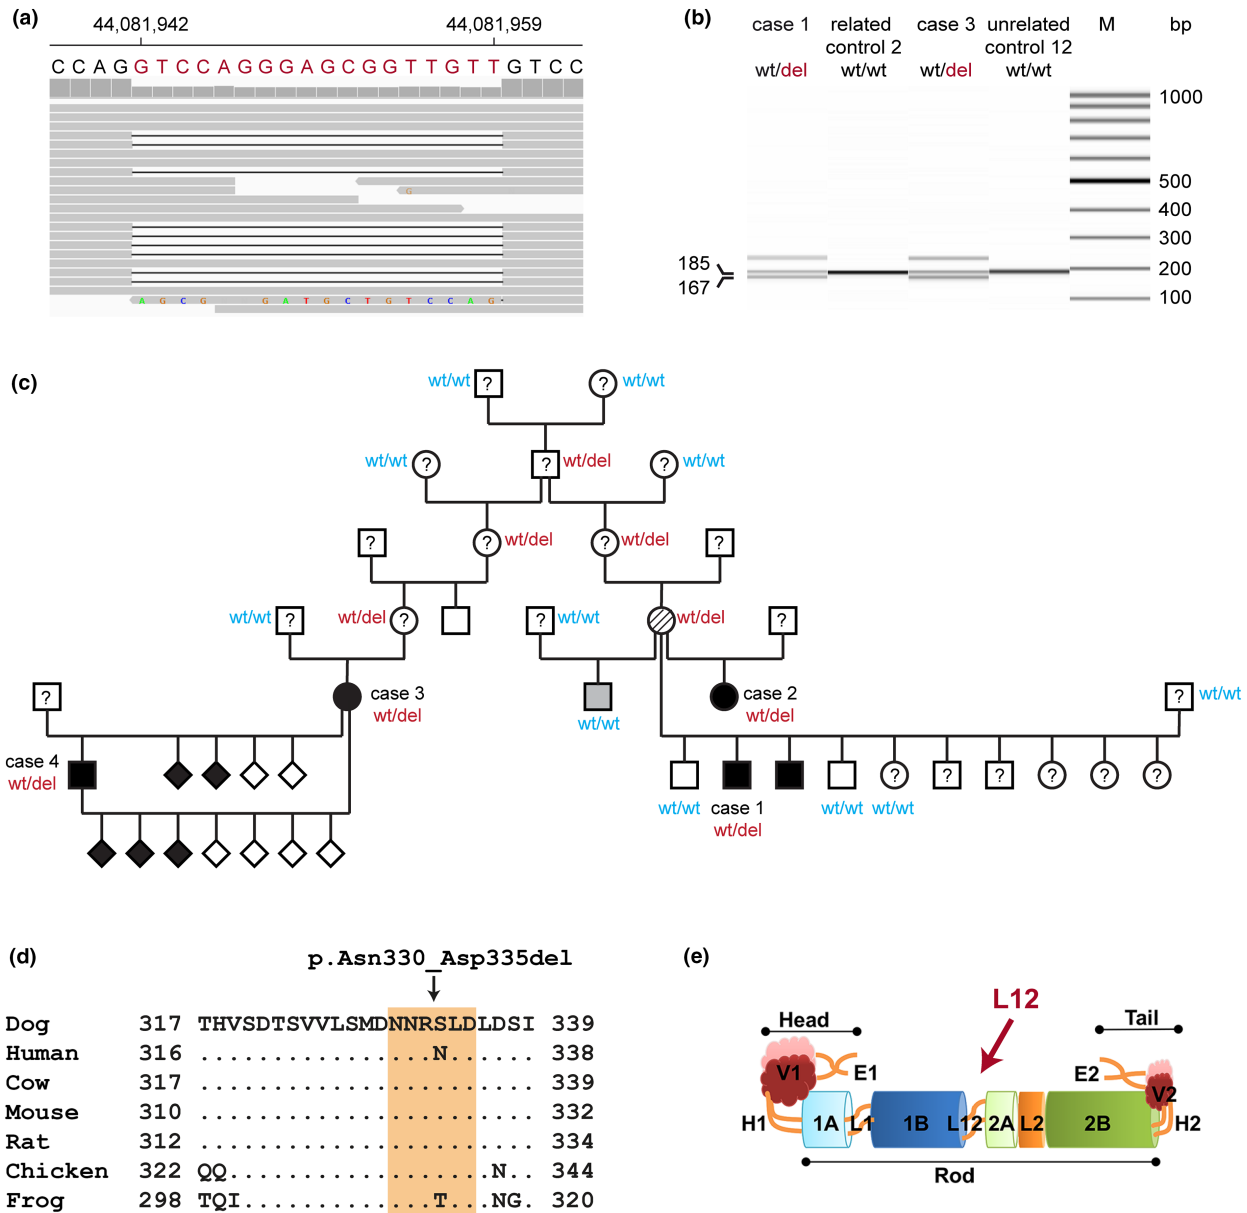 (a)
44,081,942 44,081,959
C C A G G T C C A G G G A G C G G T T G T T G T C C
G
A G C G G A T G C T G T C C A G
(b)
case 1 related control 2 case 3 unrelated control 12 M bp
wt/del wt/wt wt/del wt/wt
1000
500
400
300
200
100
185
167
(c)
wt/wt ? ? wt/wt
wt/wt ? ? wt/del ? wt/wt
? ? wt/del ? wt/del ?
wt/wt ? wt/del ? ? wt/wt wt/del ?
? case 3 wt/del wt/wt case 2 wt/del ? wt/wt
case 4 wt/del ? ? ? ? ? ?
wt/wt case 1 wt/del wt/wt wt/wt
(d)
p.Asn330_Asp335del
Dog 317 THVSDTSVVLSMDNNRSLDLDSI 339
Human 316 ................N...... 338
Cow 317 ....................... 339
Mouse 310 ....................... 332
Rat 312 ....................... 334
Chicken 322 QQ..................N.. 344
Frog 298 TQI.............T...NG. 320
(e)
L12
Head Tail
V1 E1 E2 V2
H1 1A L1 1B L12 2A L2 2B H2
Rod